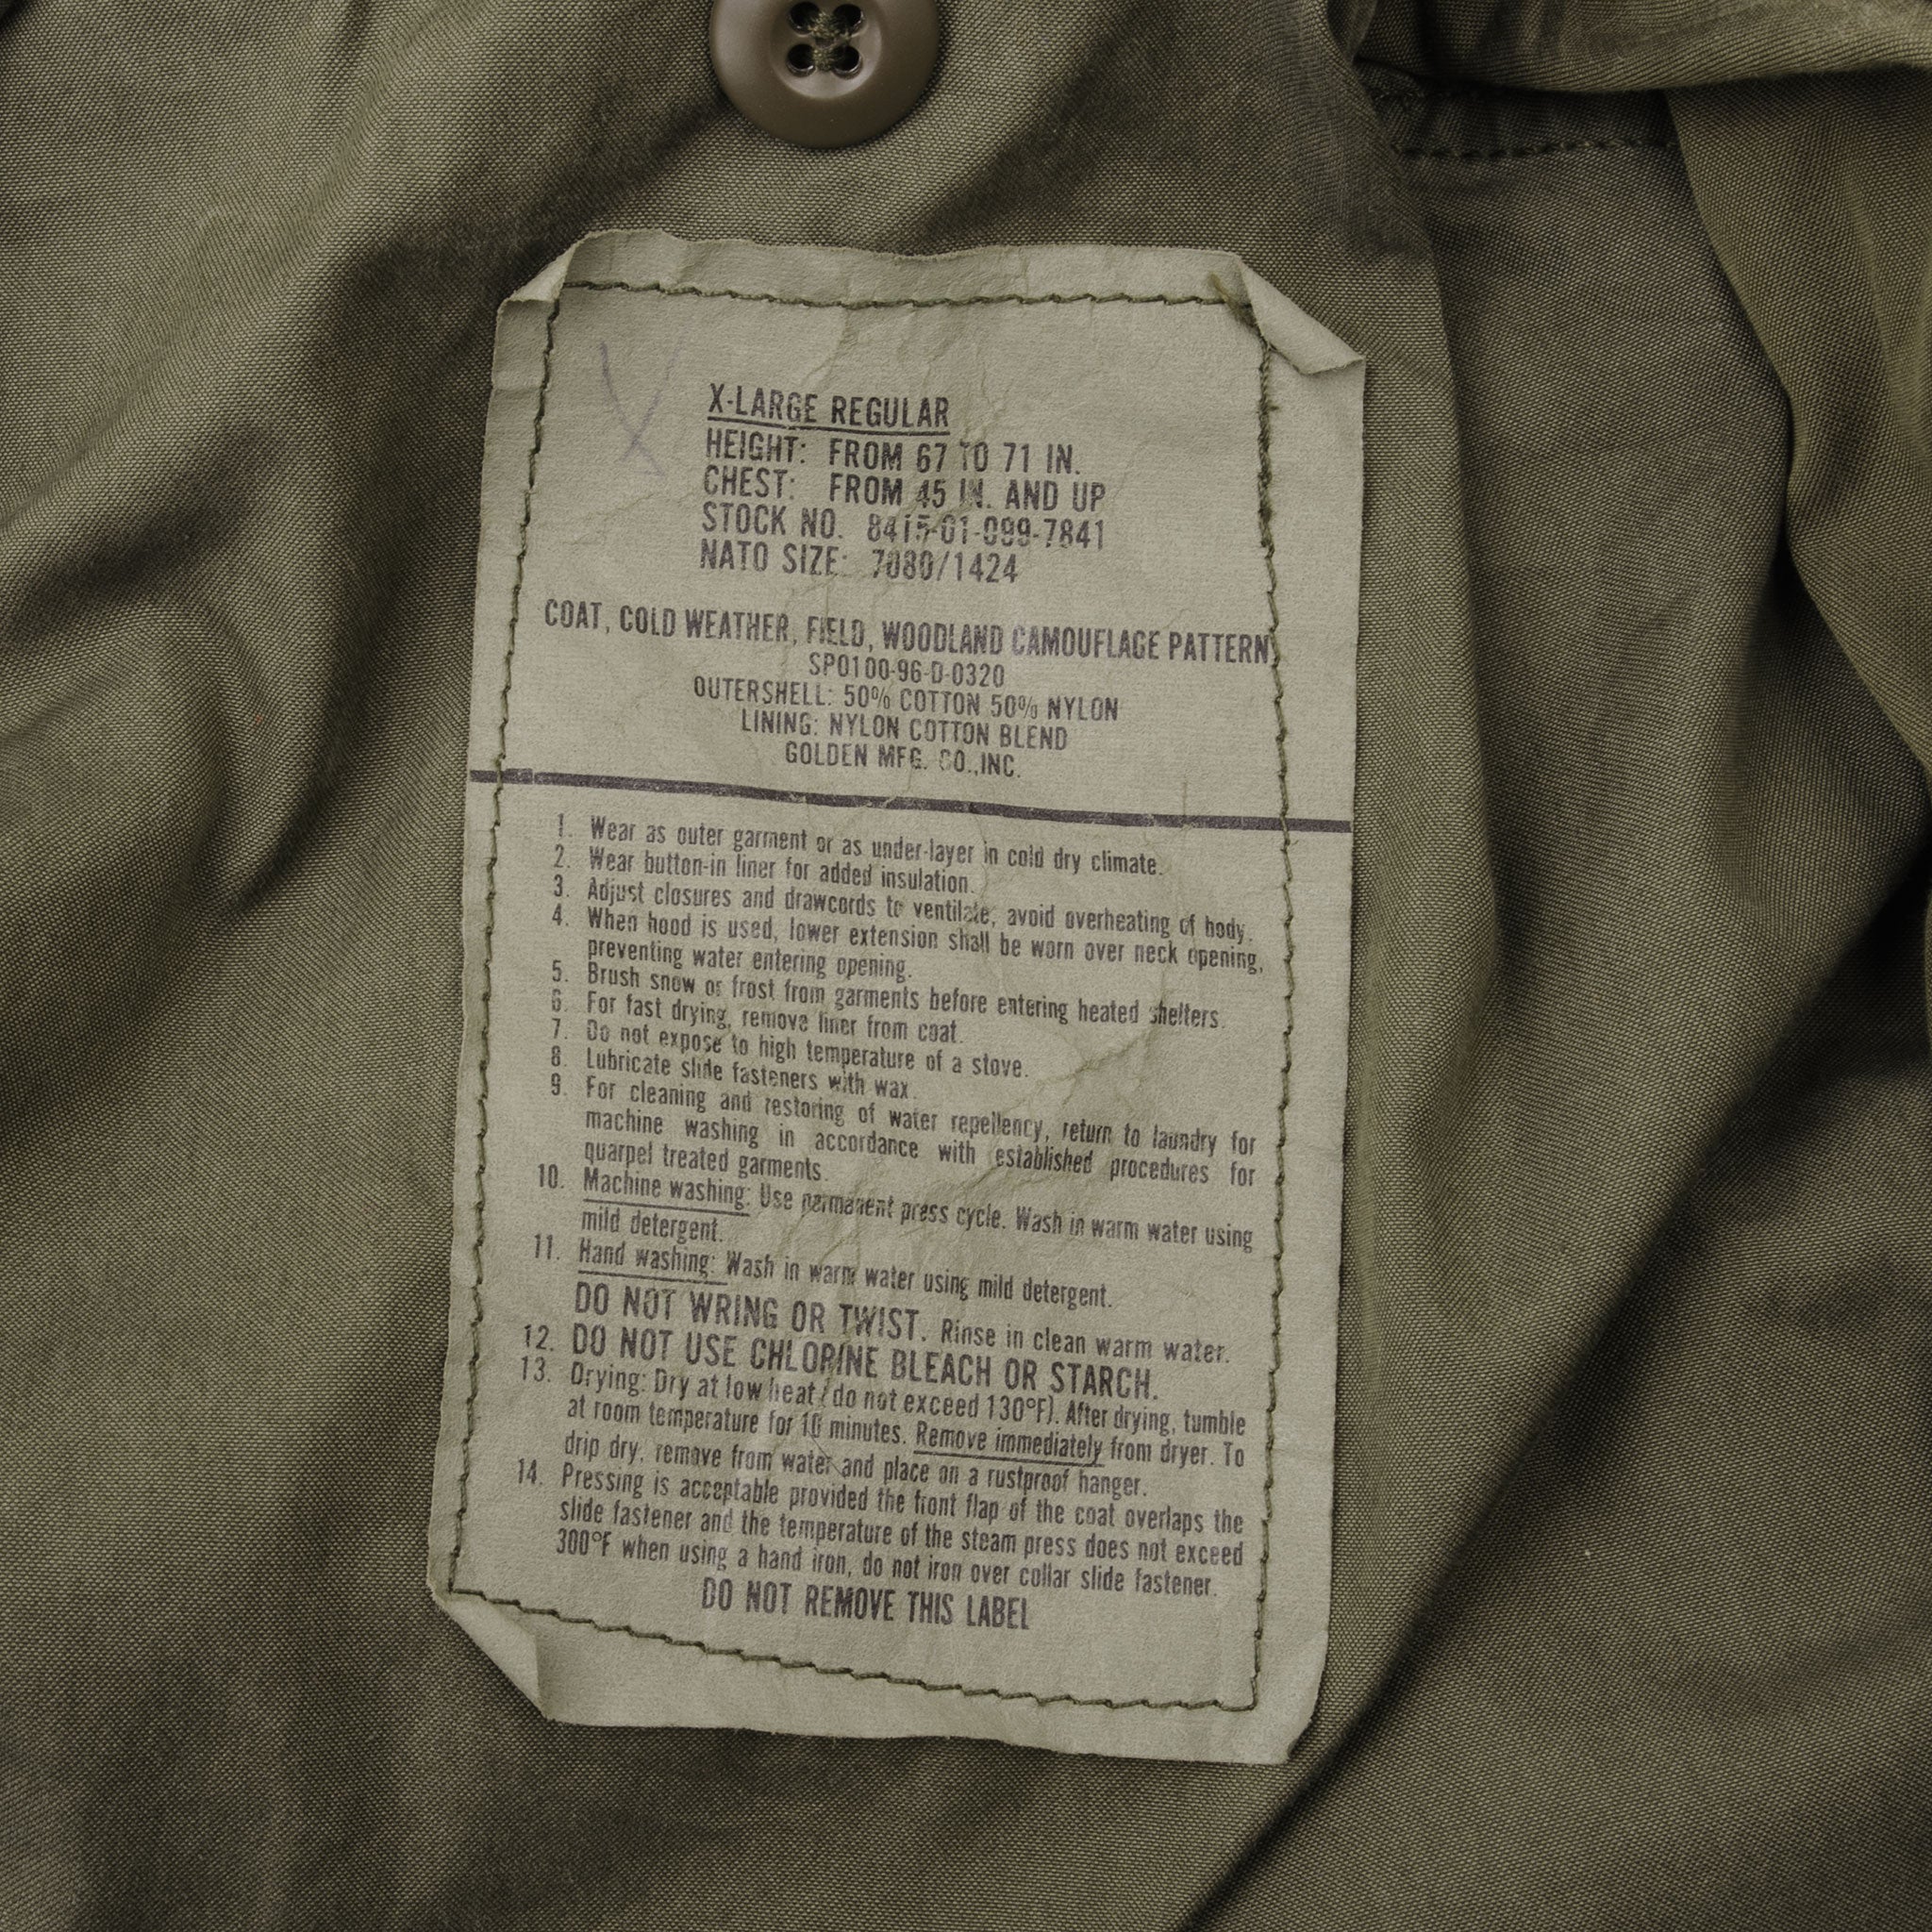 X-LARGE REGULAR
HEIGHT: FROM 67 TO 71 IN.
CHEST: FROM 45 IN. AND UP
STOCK NO. 8415-01-099-7841
NATO SIZE: 7080/1424
COAT, COLD WEATHER, FIELD, WOODLAND CAMOUFLAGE PATTERN
SPO100-96-D-0320
OUTERSHELL: 50% COTTON 50% NYLON
LINING: NYLON COTTON BLEND
GOLDEN MFG. CO.,INC.
1. Wear as outer garment or as under-layer in cold dry climate.
2. Wear button-in liner for added insulation.
3. Adjust closures and drawcords to ventilate, avoid overheating of body.
4. When hood is used, lower extension shall be worn over neck opening,
preventing water entering opening.
5. Brush snow or frost from garments before entering heated shelters.
6. For fast drying, remove liner from coat.
7. Do not expose to high temperature of a stove.
8. Lubricate slide fasteners with wax.
9. For cleaning and restoring of water repellency, return to laundry for
machine washing in accordance with established procedures for
quarpel treated garments.
10. Machine washing: Use permanent press cycle. Wash in warm water using
mild detergent.
11. Hand washing: Wash in warm water using mild detergent.
DO NOT WRING OR TWIST. Rinse in clean warm water.
12. DO NOT USE CHLORINE BLEACH OR STARCH.
13. Drying: Dry at low heat (do not exceed 130°F). After drying, tumble
at room temperature for 10 minutes. Remove immediately from dryer. To
drip dry, remove from water and place on a rustproof hanger.
14. Pressing is acceptable provided the front flap of the coat overlaps the
slide fastener and the temperature of the steam press does not exceed
300°F when using a hand iron, do not iron over collar slide fastener.
DO NOT REMOVE THIS LABEL